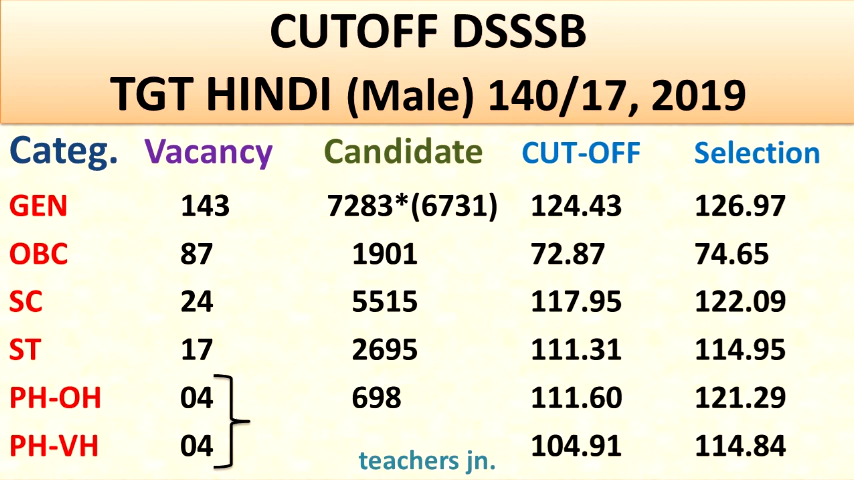 CUTOFF DSSSB
TGT HINDI (Male) 140/17, 2019
Categ. Vacancy Candidate CUT-OFF Selection
GEN 143 7283*(6731) 124.43 126.97
OBC 87 1901 72.87 74.65
SC 24 5515 117.95 122.09
ST 17 2695 111.31 114.95
PH-OH 04 698 111.60 121.29
PH-VH 04 104.91 114.84
teachers jn.